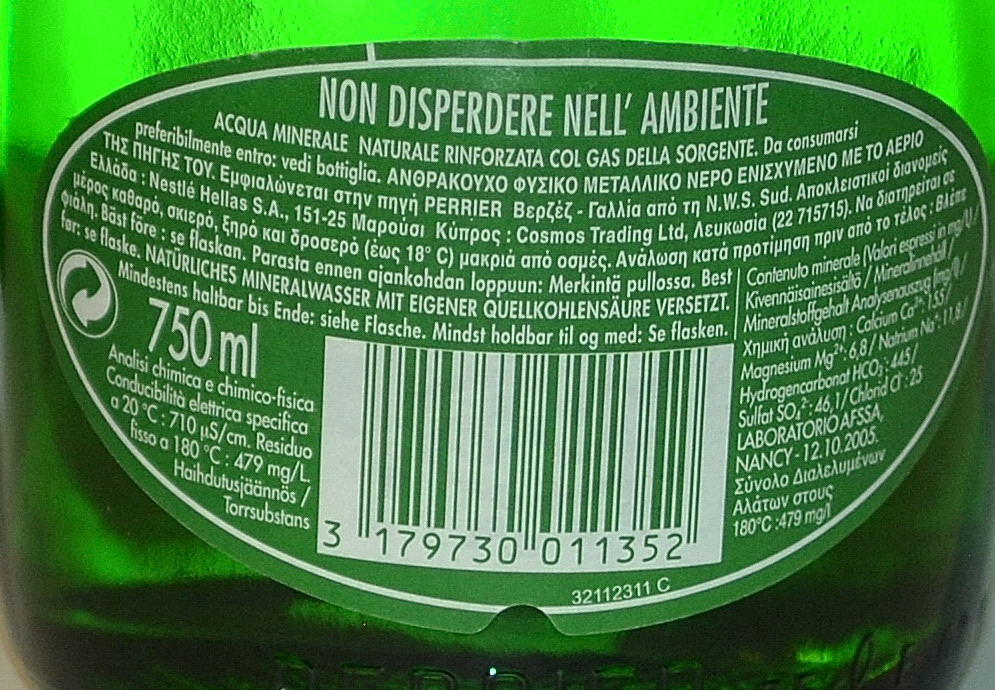 NON DISPERDERE NELL' AMBIENTE
ACQUA MINERALE NATURALE RINFORZATA COL GAS DELLA SORGENTE. Da consumarsi
preferibilmente entro: vedi bottiglia. ΑΝΘΡΑΚΟΥΧΟ ΦΥΣΙΚΟ ΜΕΤΑΛΛΙΚΟ ΝΕΡΟ ΕΝΙΣΧΥΜΕΝΟ ΜΕ ΤΟ ΑΕΡΙΟ
ΤΗΣ ΠΗΓΗΣ ΤΟΥ. Εμφιαλώνεται στην πηγή PERRIER Βερζέζ - Γαλλία από τη N.W.S. Sud. Αποκλειστικοί διανομείς
Ελλάδα : Nestlé Hellas S.A., 151-25 Μαρούσι Κύπρος : Cosmos Trading Ltd, Λευκωσία (22 715715). Να διατηρείται σε
μέρος καθαρό, σκιερό, ξηρό και δροσερό (έως 18° C) μακριά από οσμές. Ανάλωση κατά προτίμηση πριν από το τέλος : Βλέπε
φιάλη. Bäst före : se flaskan. Parasta ennen ajankohdan loppuun: Merkintä pullossa. Best
før: se flaske. NATÜRLICHES MINERALWASSER MIT EIGENER QUELLKOHLENSÄURE VERSETZT.
Mindestens haltbar bis Ende: siehe Flasche. Mindst holdbar til og med: Se flasken.
750 ml
Analisi chimica e chimico-fisica
Conducibilità elettrica specifica
a 20 °C : 710 µS/cm. Residuo
fisso a 180 °C : 479 mg/L.
Haihdutusjäännös /
Torrsubstans
Contenuto minerale (Valori espressi in mg/l) /
Kivennäisainesisältö / Mineralinnehåll /
Mineralstoffgehalt Analysenauszug (mg/l) /
Χημική ανάλυση : Calcium Ca²⁺: 155/
Magnesium Mg²⁺: 6,8 / Natrium Na⁺: 11,8 /
Hydrogencarbonat HCO₃⁻: 445/
Sulfat SO₄²⁻: 46,1/ Chlorid Cl⁻: 25
LABORATORIO AFSSA,
NANCY - 12.10.2005.
Σύνολο Διαλελυμένων
Αλάτων στους
180°C :479 mg/l
3 179730 011352
32112311 C